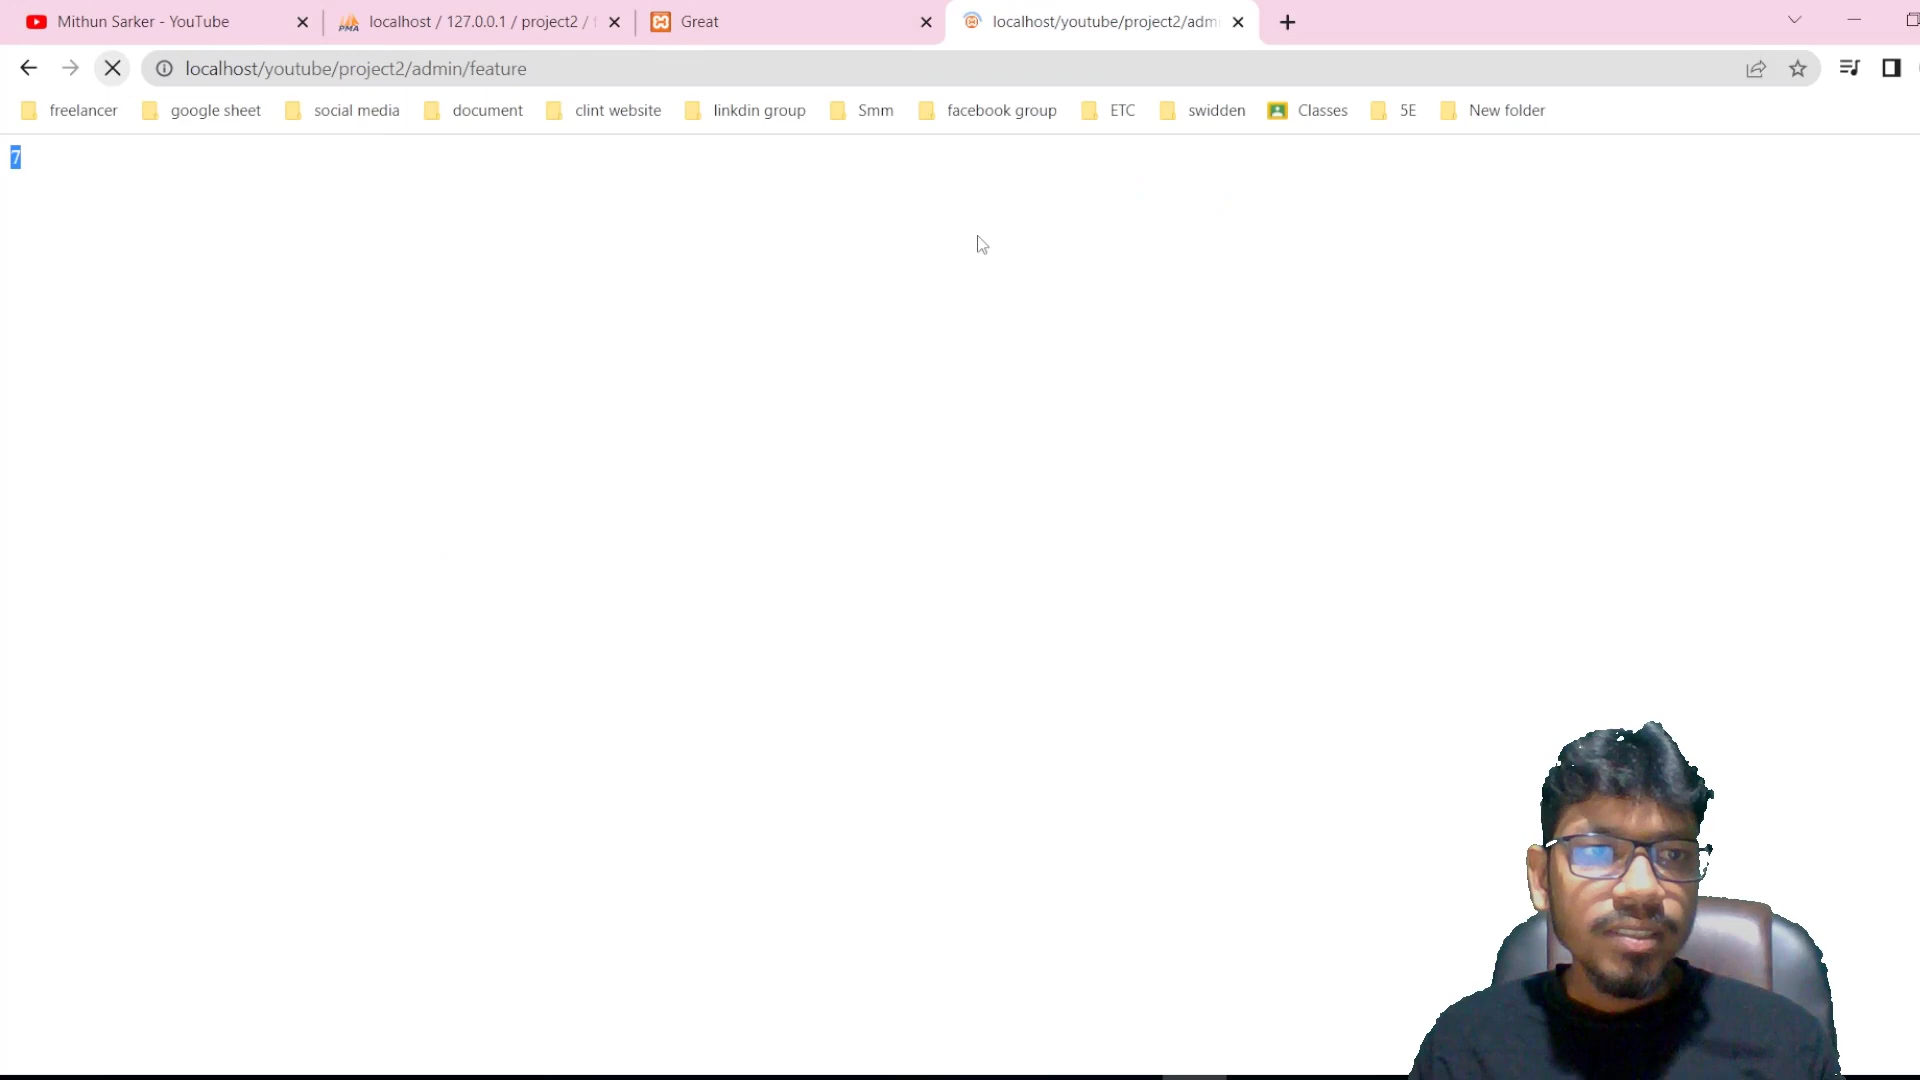 Mithun Sarker - YouTube
localhost / 127.0.0.1 / project2 /
Great
localhost/youtube/project2/adm
localhost/youtube/project2/admin/feature
freelancer
google sheet
social media
document
clint website
linkdin group
Smm
facebook group
ETC
swidden
Classes
5E
New folder
7